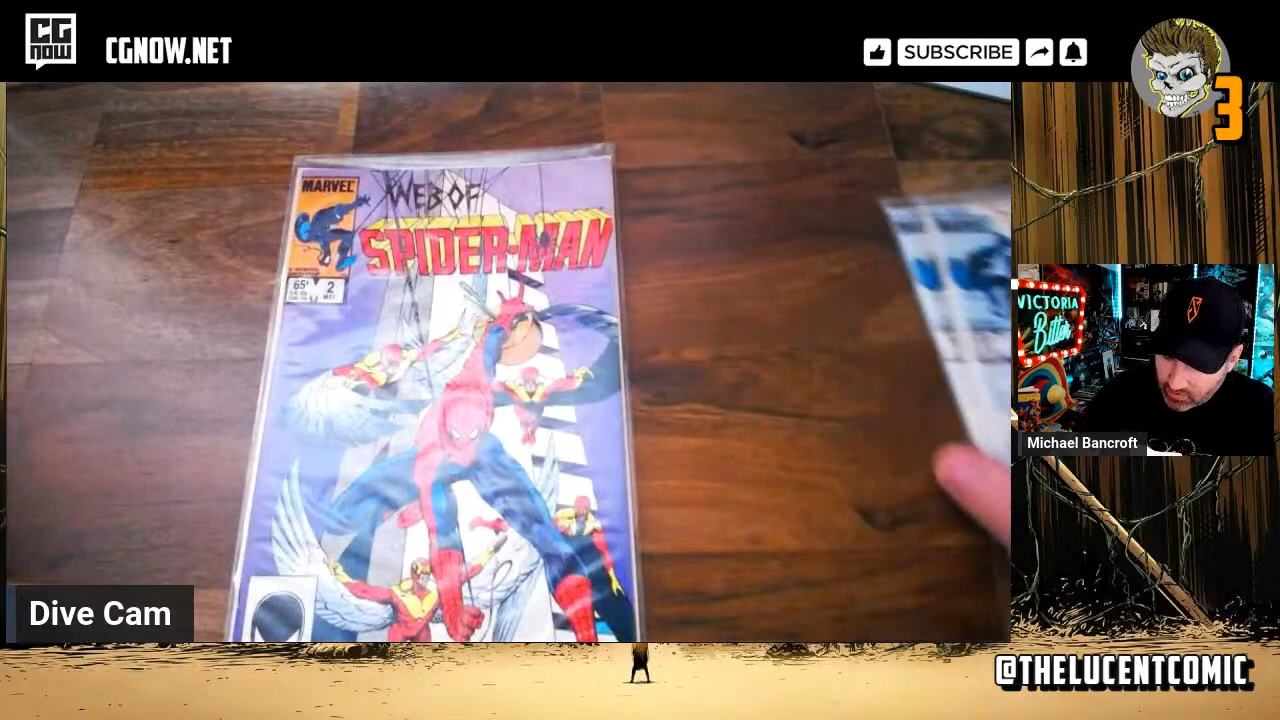 CG
NOW
CGNOW.NET
SUBSCRIBE
3
MARVEL
WEB OF
SPIDER-MAN
65¢
2
MAY
VICTORIA
Bitter
Michael Bancroft
Dive Cam
@THELUCENTCOMIC